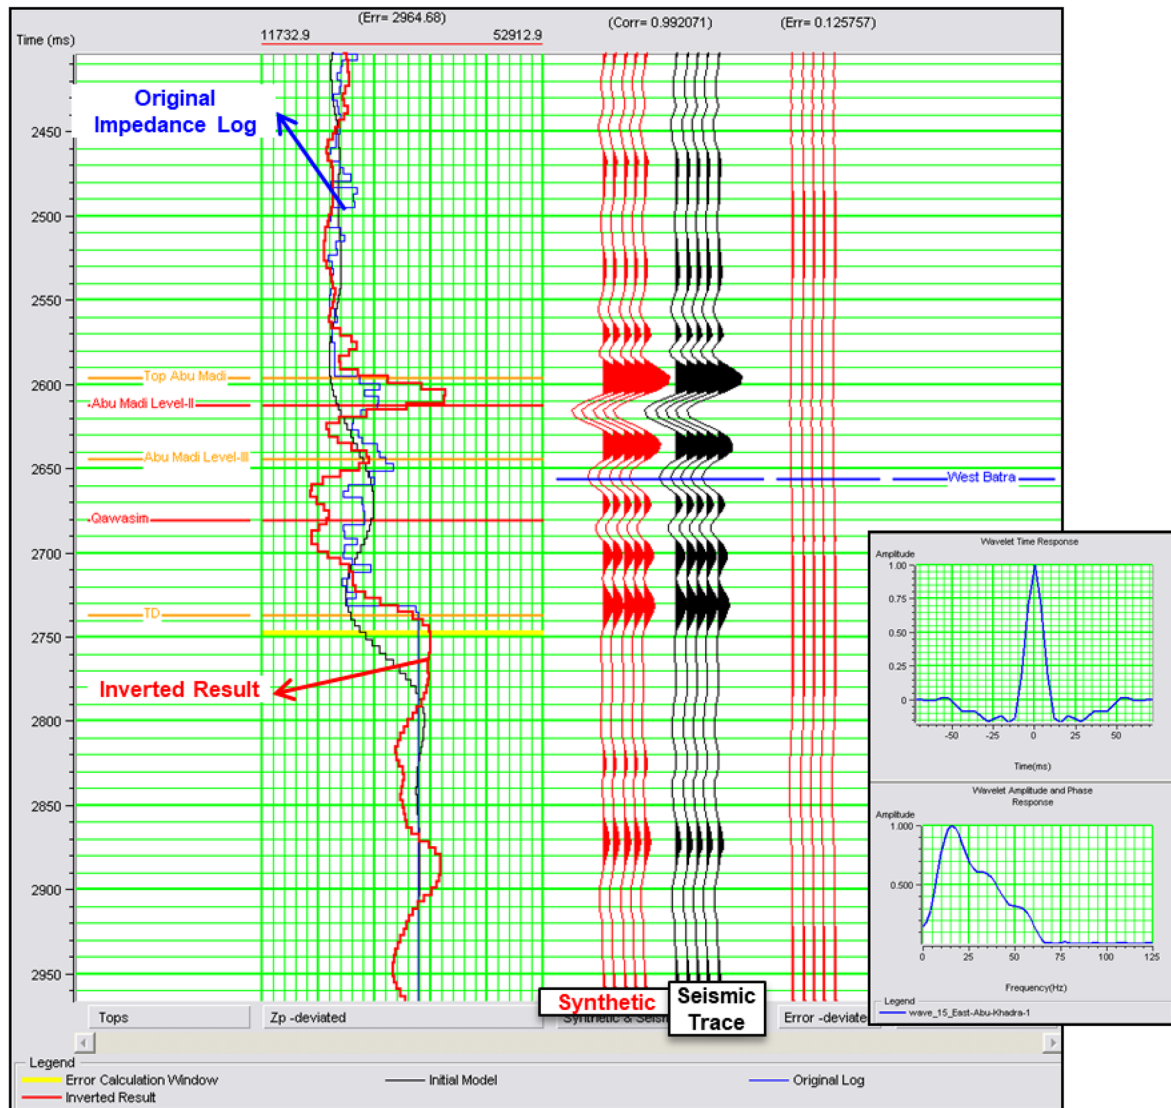 (Err= 2964.68)
(Corr= 0.992071)
(Err= 0.125757)
Time (ms)
11732.9
52912.9
Original
Impedance Log
2450
2500
2550
2600
2650
2700
2750
2800
2850
2900
2950
Top Abu Madi
Abu Madi Level-II
Abu Madi Level-III
West Batra
Qawasim
TD
Inverted Result
Wavelet Time Response
Amplitude
1.00
0.75
0.50
0.25
0
-50
-25
0
25
50
Time(ms)
Wavelet Amplitude and Phase
Response
Amplitude
1.000
0.500
0
25
50
75
100
125
Frequency(Hz)
Legend
wave_15_East-Abu-Khadra-1
Synthetic
Seismic
Trace
Tops
Zp -deviated
Synthetic & Seis
Error -deviate
Legend
Error Calculation Window
Initial Model
Original Log
Inverted Result